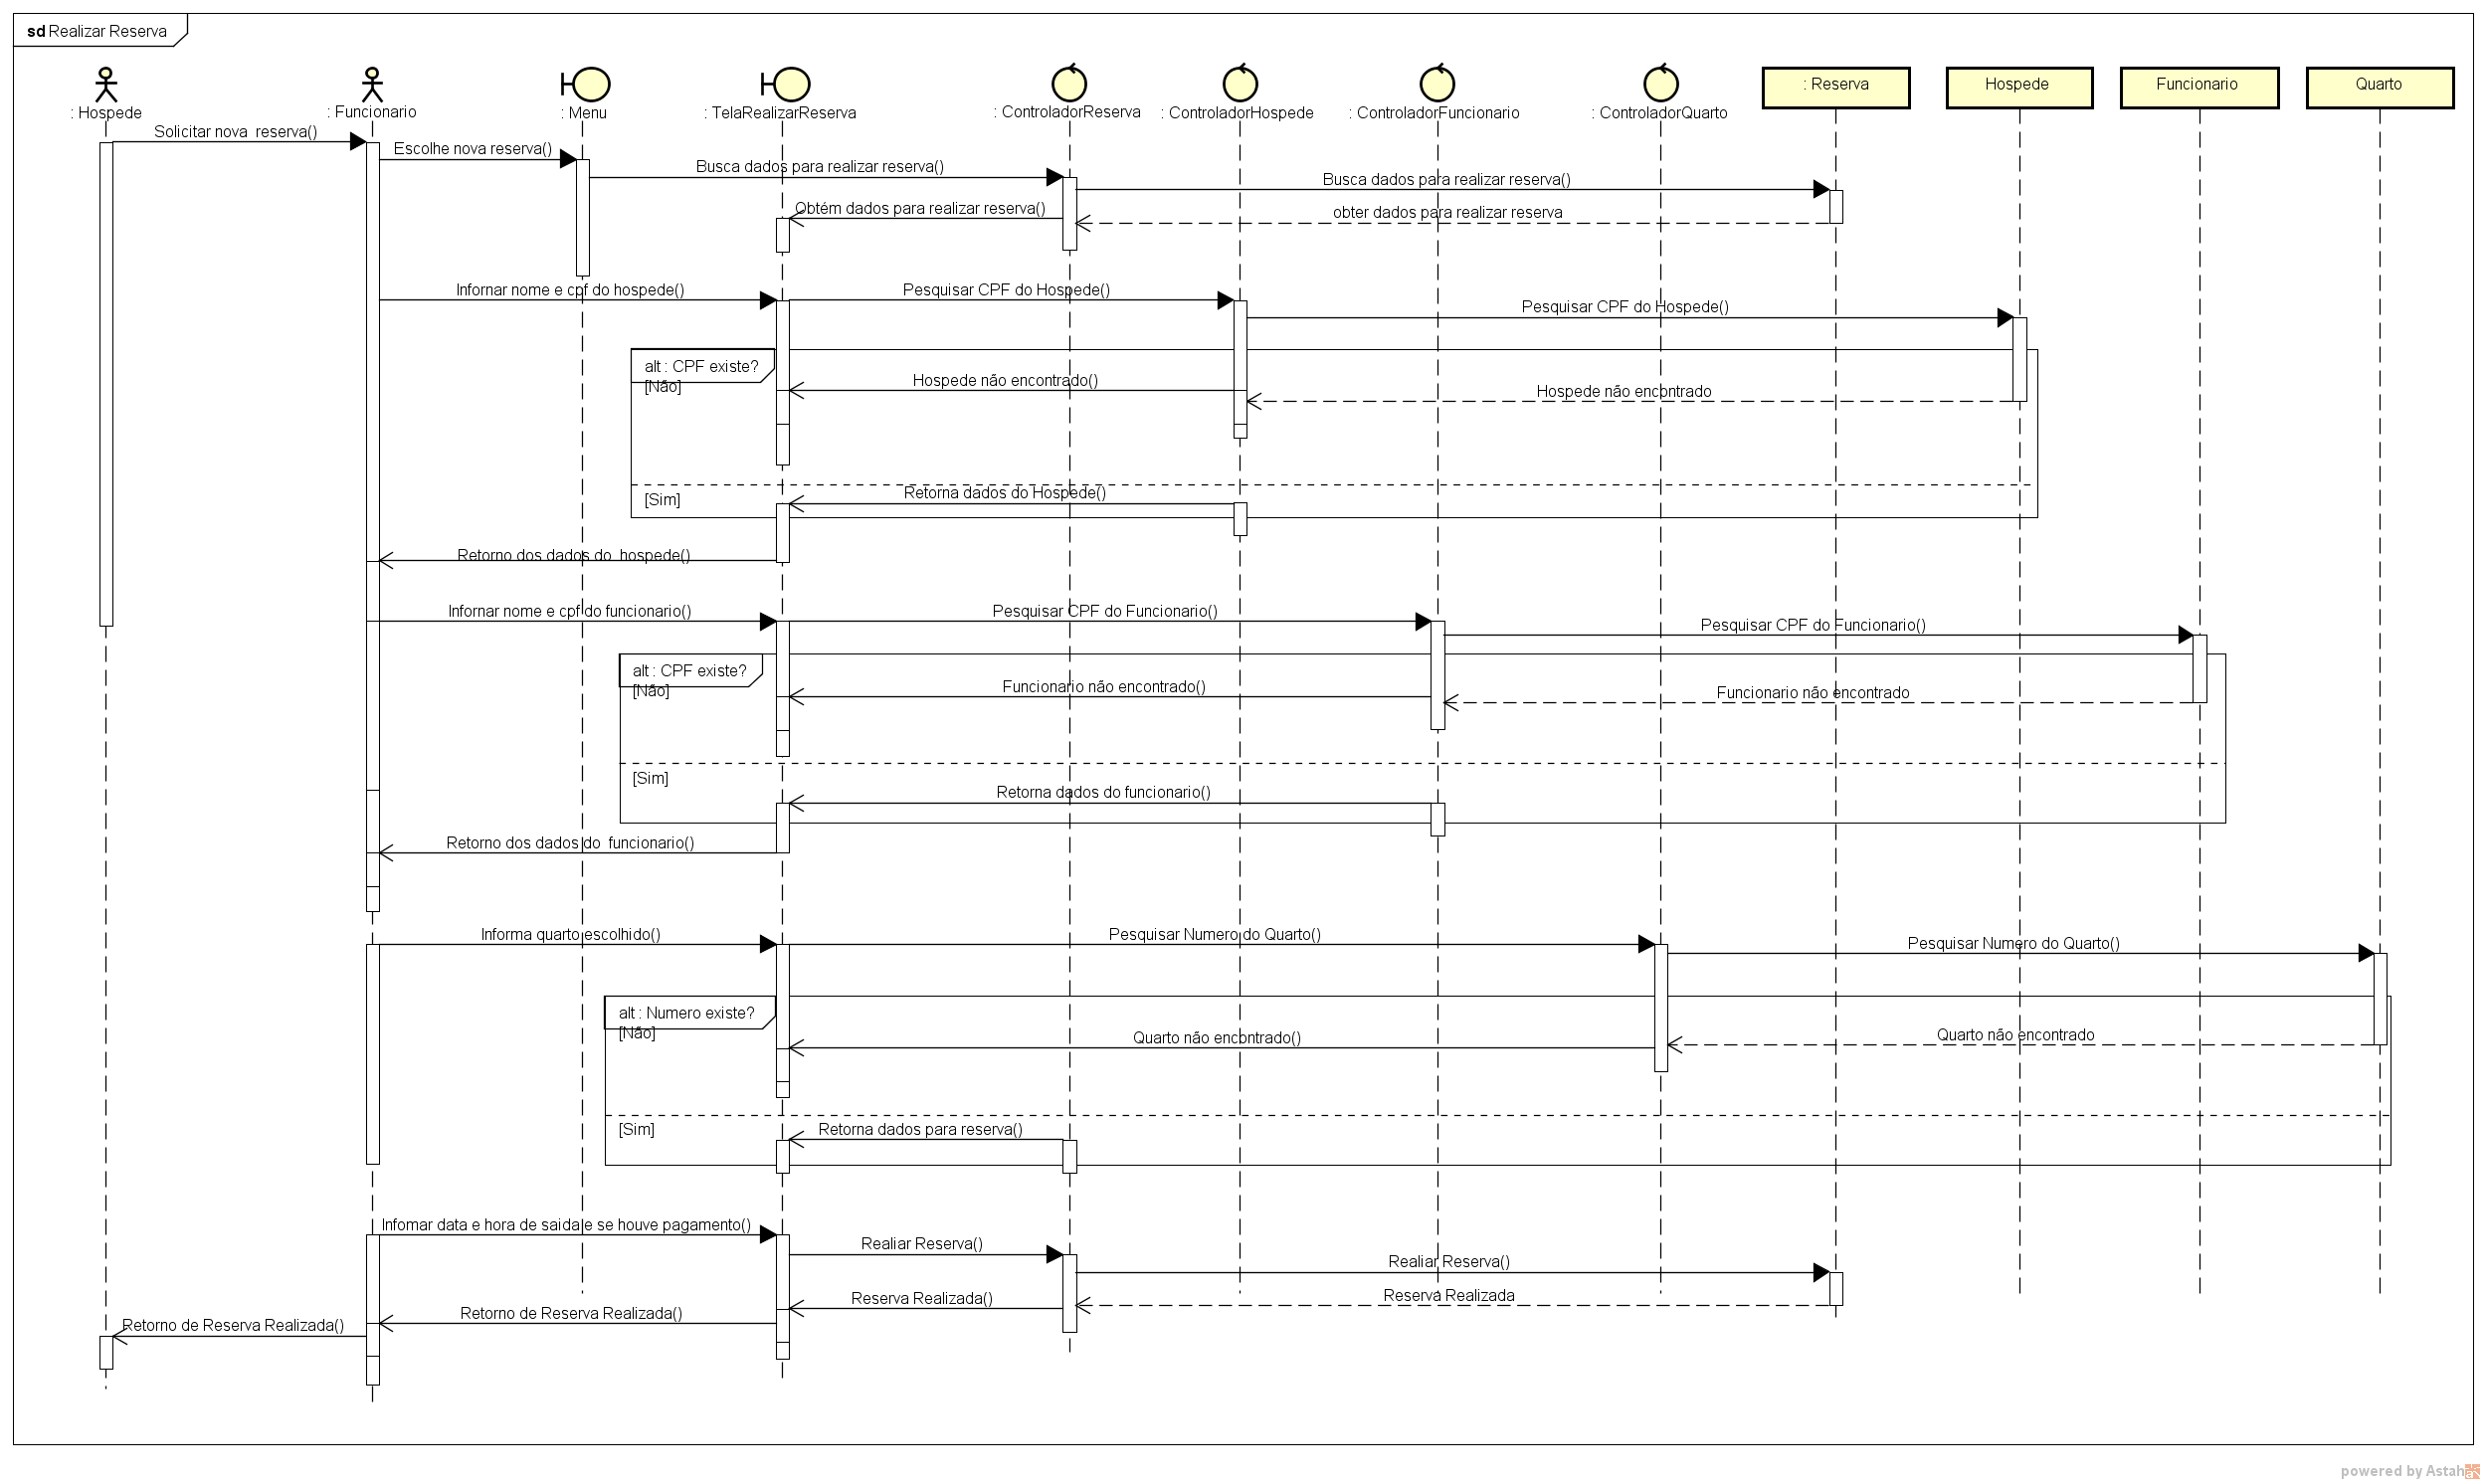 sd Realizar Reserva
: Hospede
: Funcionario
: Menu
: TelaRealizarReserva
: ControladorReserva
: ControladorHospede
: ControladorFuncionario
: ControladorQuarto
: Reserva
Hospede
Funcionario
Quarto
Solicitar nova  reserva()
Escolhe nova reserva()
Busca dados para realizar reserva()
Busca dados para realizar reserva()
Obtém dados para realizar reserva()
obter dados para realizar reserva
Infornar nome e cpf do hospede()
Pesquisar CPF do Hospede()
Pesquisar CPF do Hospede()
alt : CPF existe?
[Não]
Hospede não encontrado()
Hospede não encontrado
[Sim]
Retorna dados do Hospede()
Retorno dos dados do  hospede()
Infornar nome e cpf do funcionario()
Pesquisar CPF do Funcionario()
Pesquisar CPF do Funcionario()
alt : CPF existe?
[Não]
Funcionario não encontrado()
Funcionario não encontrado
[Sim]
Retorna dados do funcionario()
Retorno dos dados do  funcionario()
Informa quarto escolhido()
Pesquisar Numero do Quarto()
Pesquisar Numero do Quarto()
alt : Numero existe?
[Não]
Quarto não encontrado()
Quarto não encontrado
[Sim]
Retorna dados para reserva()
Infomar data e hora de saida e se houve pagamento()
Realiar Reserva()
Realiar Reserva()
Reserva Realizada()
Reserva Realizada
Retorno de Reserva Realizada()
Retorno de Reserva Realizada()
powered by Astah